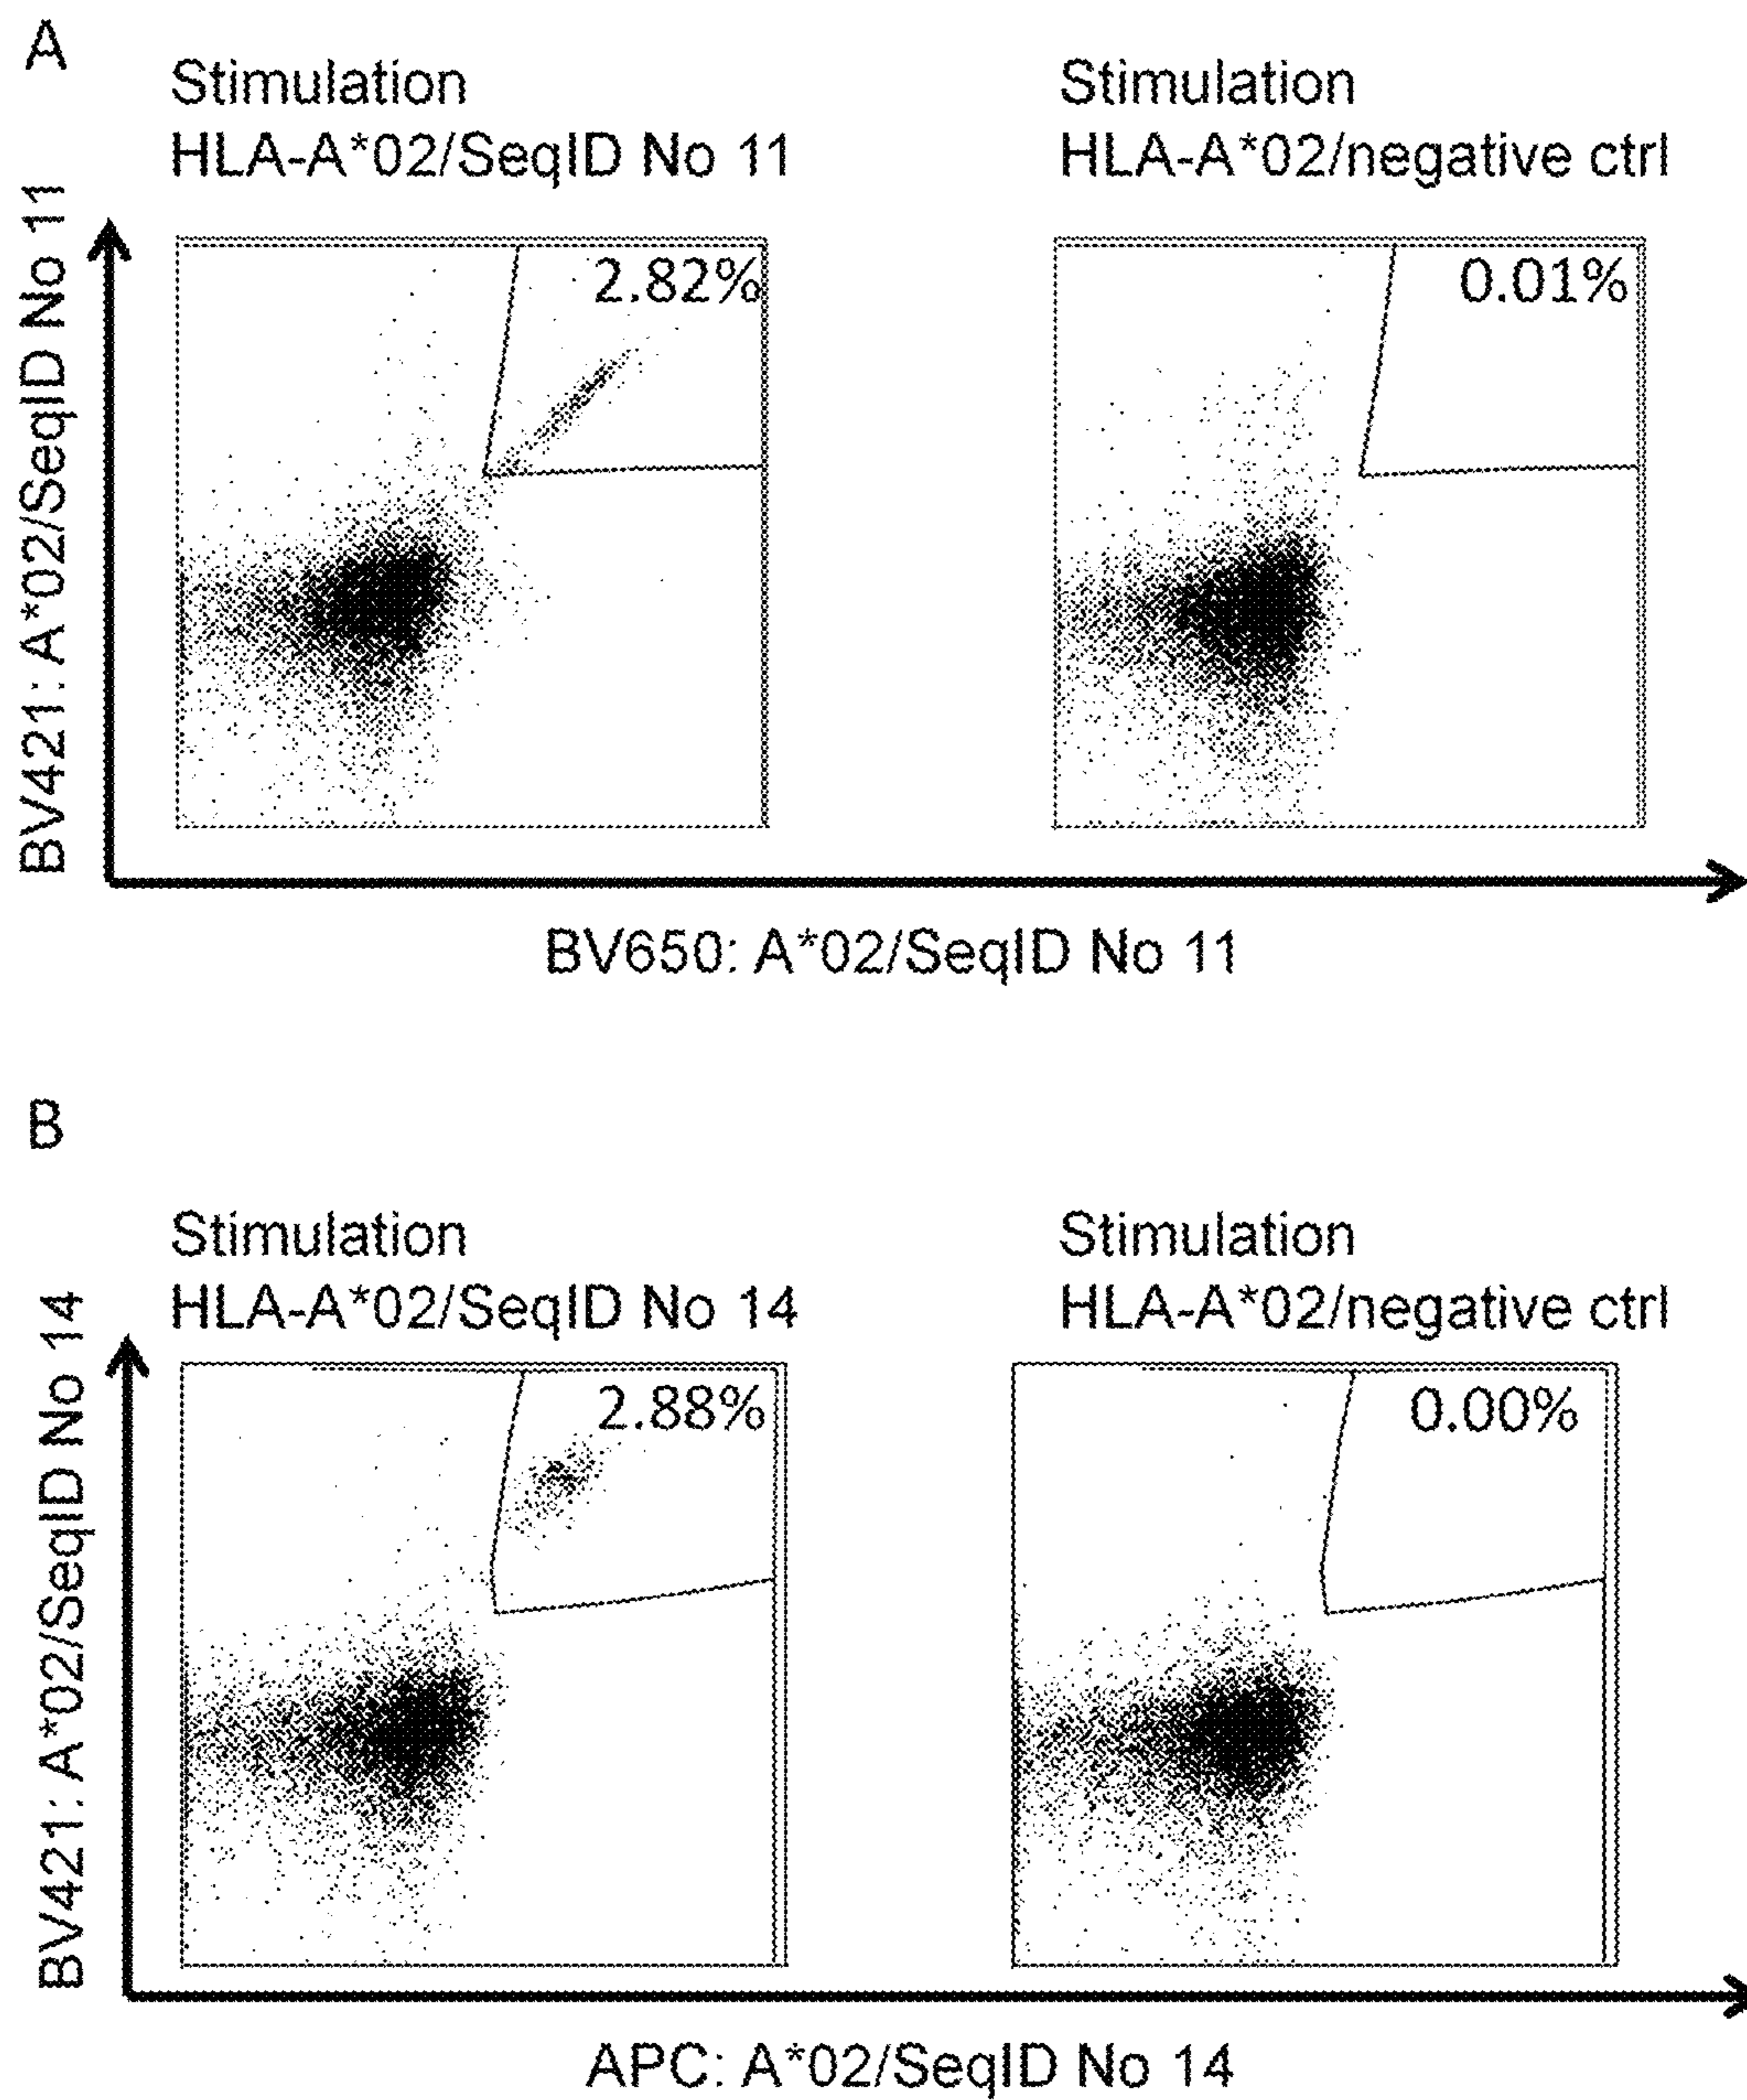 A
Stimulation
HLA-A*02/SeqID No 11
Stimulation
HLA-A*02/negative ctrl
BV421: A*02/SeqID No 11
2.82%
0.01%
BV650: A*02/SeqID No 11
B
Stimulation
HLA-A*02/SeqID No 14
Stimulation
HLA-A*02/negative ctrl
BV421: A*02/SeqID No 14
2.88%
0.00%
APC: A*02/SeqID No 14